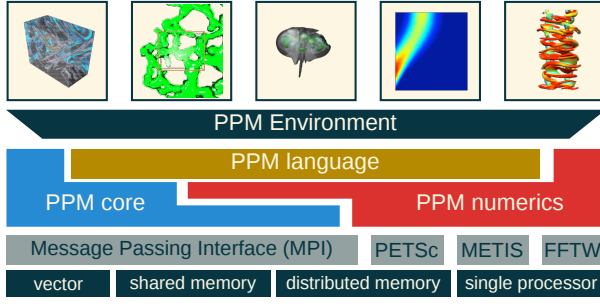 PPM Environment
PPM language
PPM core
PPM numerics
Message Passing Interface (MPI)
PETSc
METIS
FFTW
vector
shared memory
distributed memory
single processor